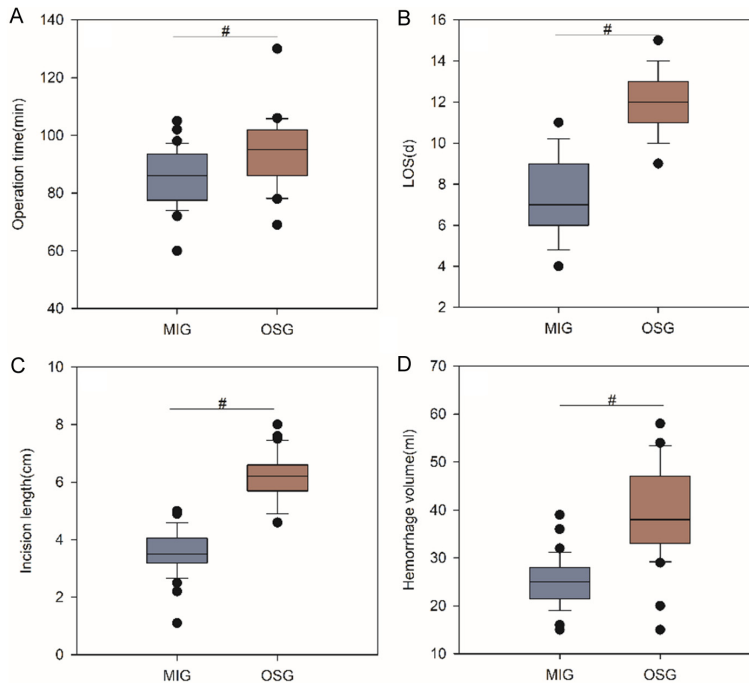 A
Operation time(min)
140
120
100
80
60
40
#
MIG
OSG
B
LOS(d)
16
14
12
10
8
6
4
2
#
MIG
OSG
C
Incision length(cm)
10
8
6
4
2
0
#
MIG
OSG
D
Hemorrhage volume(ml)
70
60
50
40
30
20
10
#
MIG
OSG